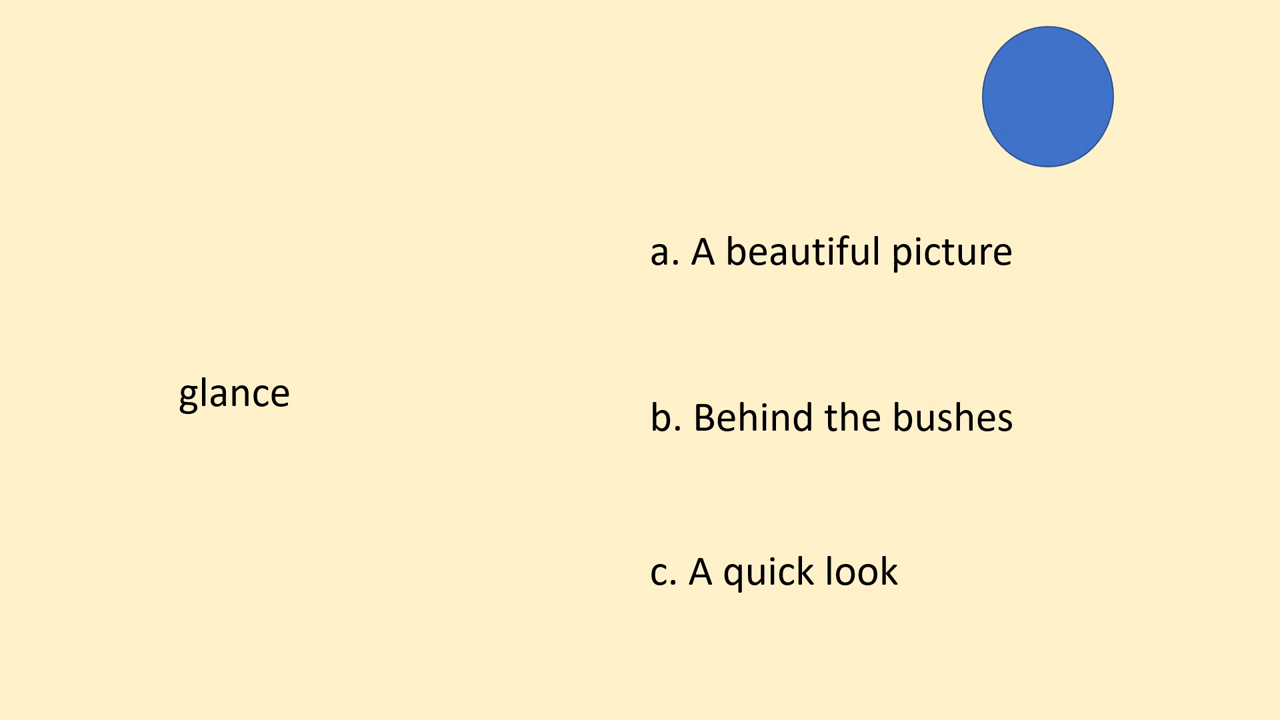 a. A beautiful picture
glance
b. Behind the bushes
c. A quick look